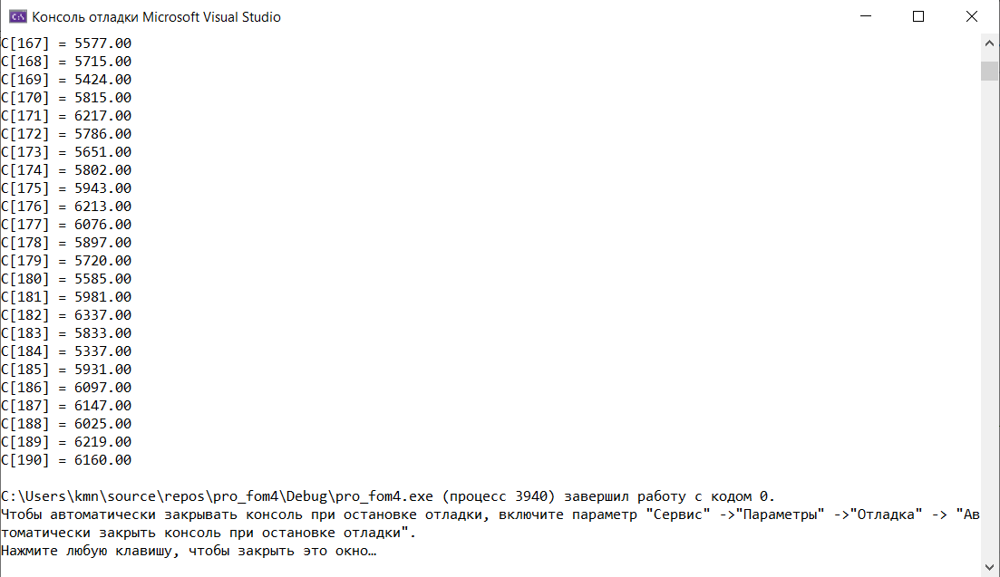 Консоль отладки Microsoft Visual Studio
C[167] = 5577.00
C[168] = 5715.00
C[169] = 5424.00
C[170] = 5815.00
C[171] = 6217.00
C[172] = 5786.00
C[173] = 5651.00
C[174] = 5802.00
C[175] = 5943.00
C[176] = 6213.00
C[177] = 6076.00
C[178] = 5897.00
C[179] = 5720.00
C[180] = 5585.00
C[181] = 5981.00
C[182] = 6337.00
C[183] = 5833.00
C[184] = 5337.00
C[185] = 5931.00
C[186] = 6097.00
C[187] = 6147.00
C[188] = 6025.00
C[189] = 6219.00
C[190] = 6160.00
C:\Users\kmn\source\repos\pro_fom4\Debug\pro_fom4.exe (процесс 3940) завершил работу с кодом 0.
Чтобы автоматически закрывать консоль при остановке отладки, включите параметр "Сервис" ->"Параметры" ->"Отладка" -> "Ав
томатически закрыть консоль при остановке отладки".
Нажмите любую клавишу, чтобы закрыть это окно…